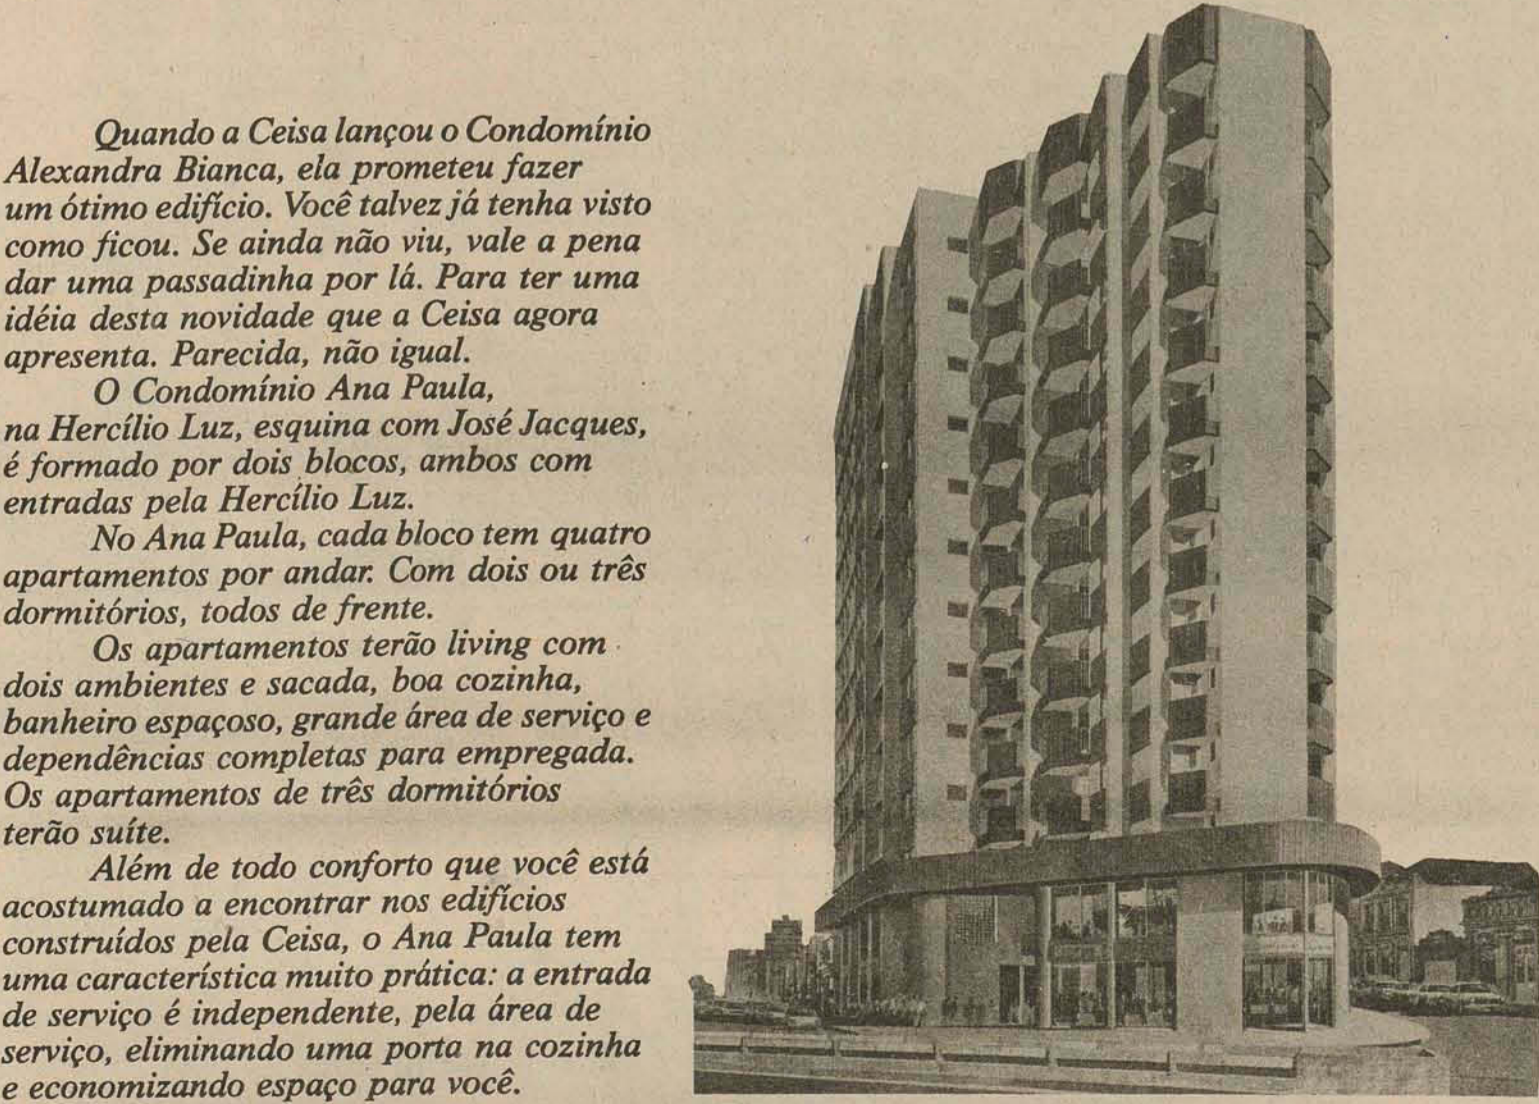 Quando a Ceisa lançou o Condomínio
Alexandra Bianca, ela prometeu fazer
um ótimo edifício. Você talvez já tenha visto
como ficou. Se ainda não viu, vale a pena
dar uma passadinha por lá. Para ter uma
idéia desta novidade que a Ceisa agora
apresenta. Parecida, não igual.
O Condomínio Ana Paula,
na Hercílio Luz, esquina com José Jacques,
é formado por dois blocos, ambos com
entradas pela Hercílio Luz.
No Ana Paula, cada bloco tem quatro
apartamentos por andar. Com dois ou três
dormitórios, todos de frente.
Os apartamentos terão living com
dois ambientes e sacada, boa cozinha,
banheiro espaçoso, grande área de serviço e
dependências completas para empregada.
Os apartamentos de três dormitórios
terão suíte.
Além de todo conforto que você está
acostumado a encontrar nos edifícios
construídos pela Ceisa, o Ana Paula tem
uma característica muito prática: a entrada
de serviço é independente, pela área de
serviço, eliminando uma porta na cozinha
e economizando espaço para você.